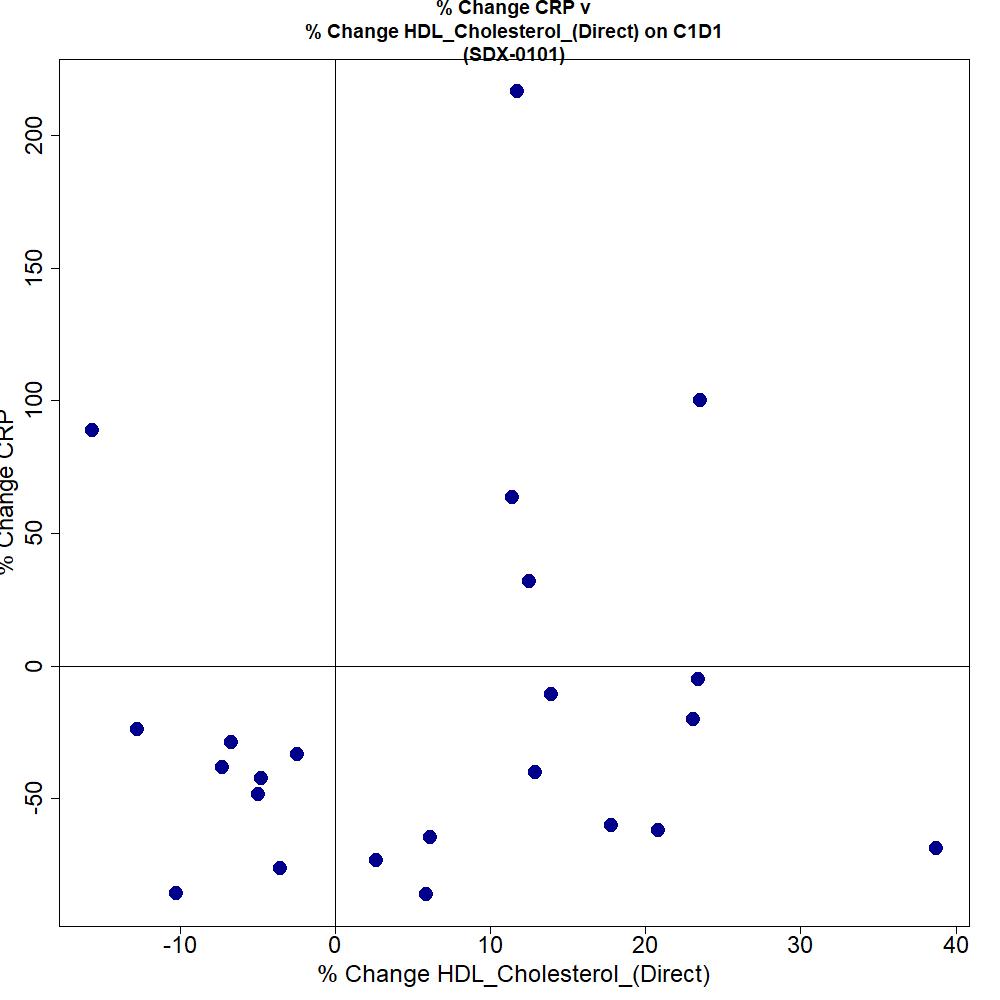 % Change CRP v
% Change HDL_Cholesterol_(Direct) on C1D1
(SDX-0101)
% Change CRP
200
150
100
50
0
-50
-10
0
10
20
30
40
% Change HDL_Cholesterol_(Direct)